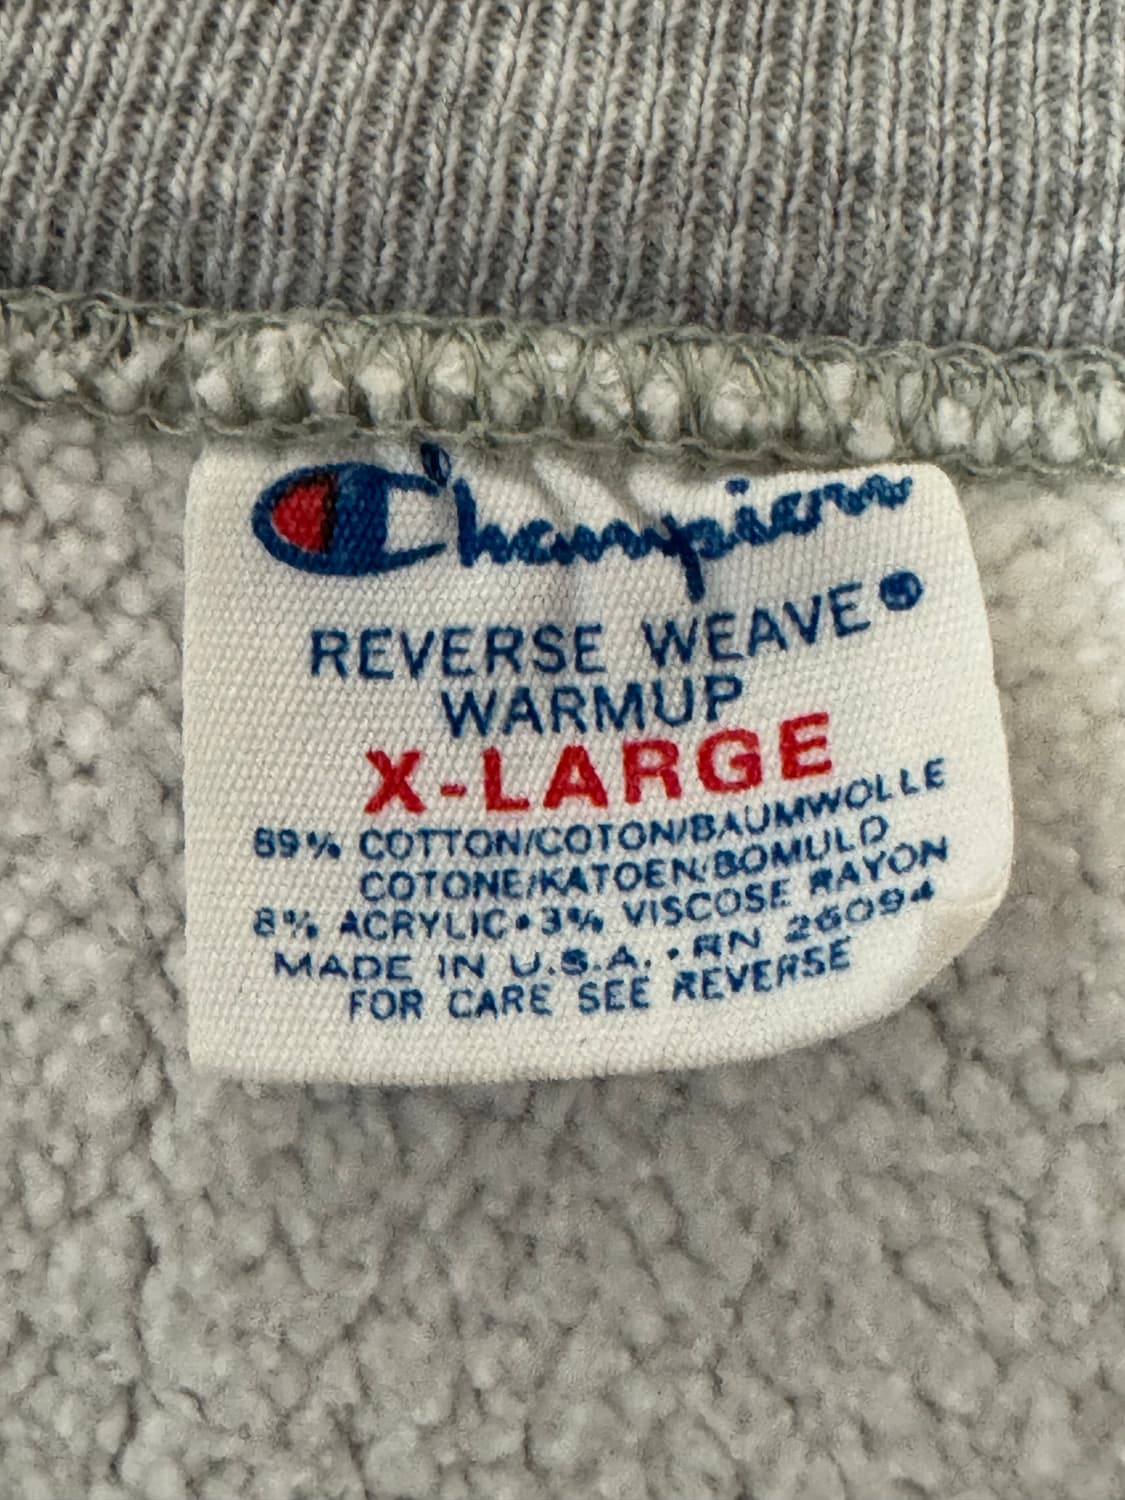 Champion
REVERSE WEAVE®
WARMUP
X-LARGE
89% COTTON/COTON/BAUMWOLLE
COTONE/KATOEN/BOMULD
8% ACRYLIC • 3% VISCOSE RAYON
MADE IN U.S.A. • RN 26094
FOR CARE SEE REVERSE